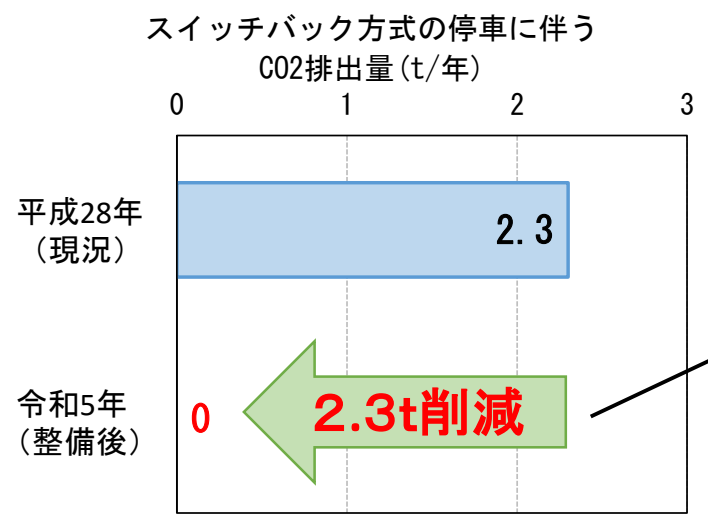 スイッチバック方式の停車に伴う
CO2排出量(t/年)
0 1 2 3
平成28年
（現況）
2.3
令和5年
（整備後）
0
2.3t削減